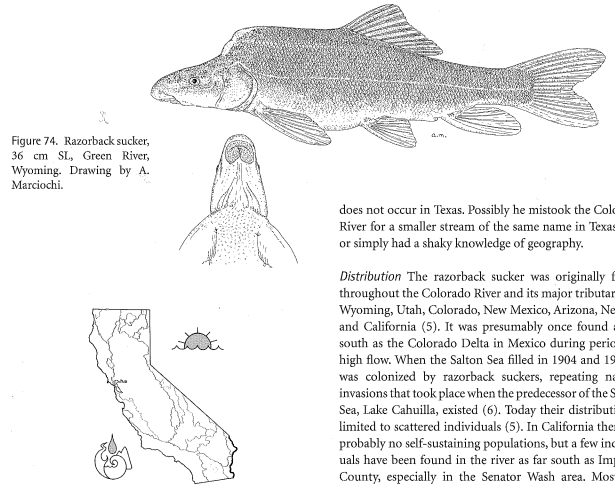 a.m.
Figure 74. Razorback sucker,
36 cm SL, Green River,
Wyoming. Drawing by A.
Marciochi.
does not occur in Texas. Possibly he mistook the Colo
River for a smaller stream of the same name in Texas
or simply had a shaky knowledge of geography.
Distribution The razorback sucker was originally f
throughout the Colorado River and its major tributar
Wyoming, Utah, Colorado, New Mexico, Arizona, Ne
and California (5). It was presumably once found a
south as the Colorado Delta in Mexico during perio
high flow. When the Salton Sea filled in 1904 and 19
was colonized by razorback suckers, repeating na
invasions that took place when the predecessor of the S
Sea, Lake Cahuilla, existed (6). Today their distributi
limited to scattered individuals (5). In California ther
probably no self-sustaining populations, but a few indi
uals have been found in the river as far south as Imp
County, especially in the Senator Wash area. Most